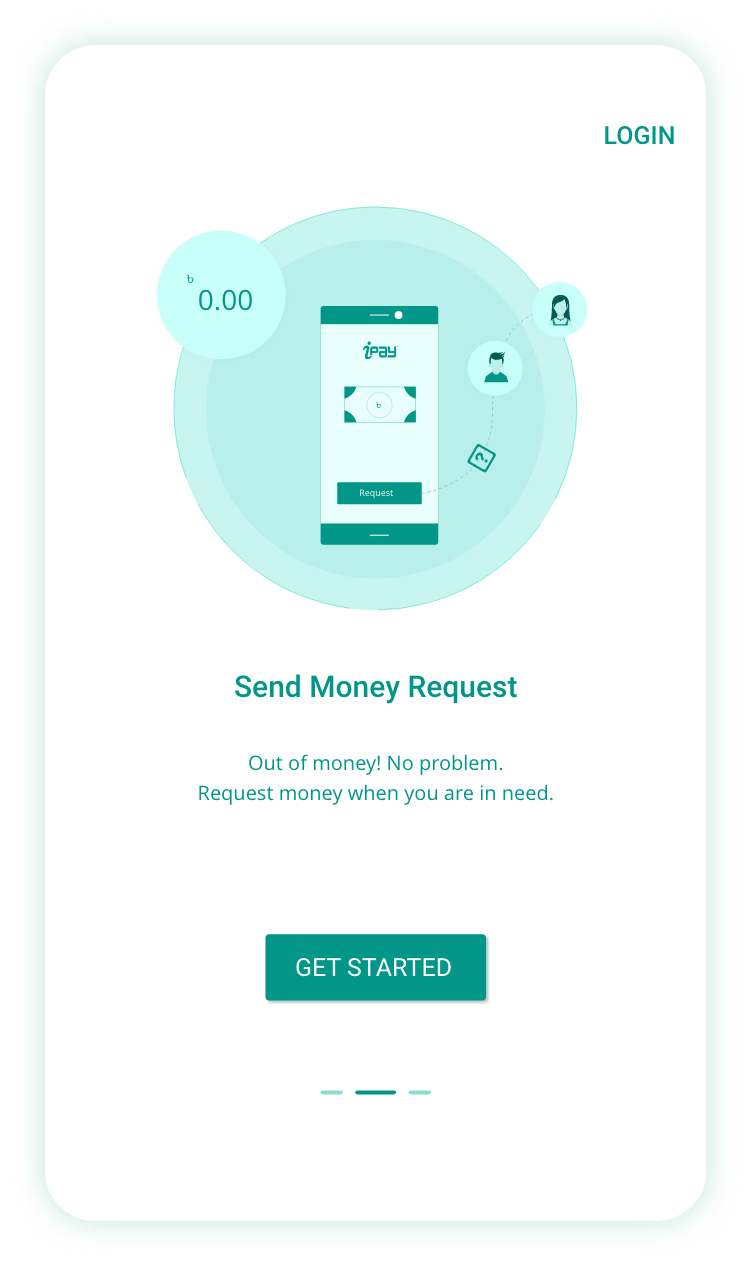 LOGIN
৳
0.00
iPAY
৳
?
Request
Send Money Request
Out of money! No problem.
Request money when you are in need.
GET STARTED